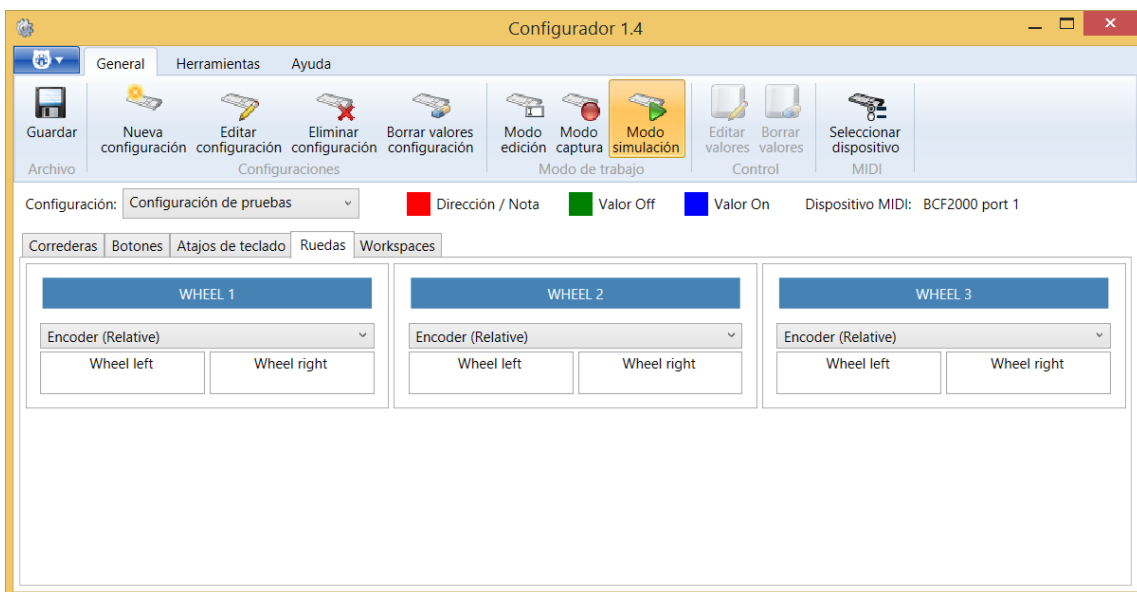 Configurador 1.4
General Herramientas Ayuda
Guardar Nueva configuración Editar configuración Eliminar configuración Borrar valores configuración Modo edición Modo captura Modo simulación Editar valores Borrar valores Seleccionar dispositivo
Archivo Configuraciones Modo de trabajo Control MIDI
Configuración: Configuración de pruebas Dirección / Nota Valor Off Valor On Dispositivo MIDI: BCF2000 port 1
Correderas Botones Atajos de teclado Ruedas Workspaces
WHEEL 1 WHEEL 2 WHEEL 3
Encoder (Relative) Encoder (Relative) Encoder (Relative)
Wheel left Wheel right Wheel left Wheel right Wheel left Wheel right